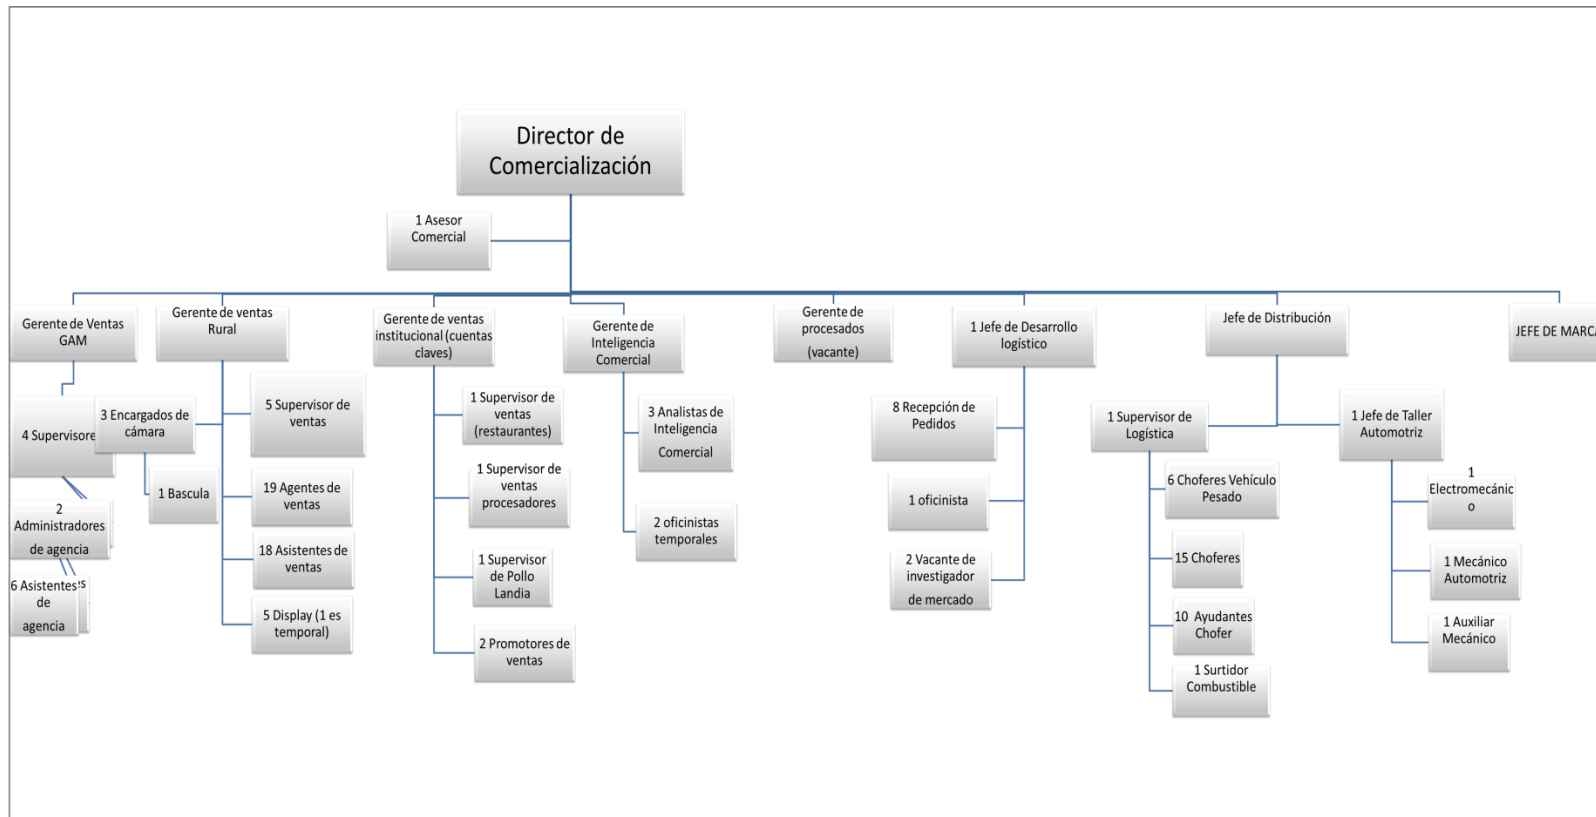 Director de
Comercialización
1 Asesor
Comercial
Gerente de Ventas
GAM
Gerente de ventas
Rural
Gerente de ventas
institucional (cuentas
claves)
Gerente de
Inteligencia
Comercial
Gerente de
procesados
(vacante)
1 Jefe de Desarrollo
logístico
Jefe de Distribución
JEFE DE MARCA
4 Supervisore
3 Encargados de
cámara
1 Bascula
2
Administradores
de agencia
6 Asistentes
de
agencia
5 Supervisor de
ventas
19 Agentes de
ventas
18 Asistentes de
ventas
5 Display (1 es
temporal)
1 Supervisor de
ventas
(restaurantes)
1 Supervisor de
ventas procesadores
1 Supervisor
de Pollo
Landia
2 Promotores de
ventas
3 Analistas de
Inteligencia
Comercial
2 oficinistas
temporales
8 Recepción de
Pedidos
1 oficinista
2 Vacante de
investigador
de mercado
1 Supervisor de
Logística
6 Choferes Vehículo
Pesado
15 Choferes
10 Ayudantes
Chofer
1 Surtidor
Combustible
1 Jefe de Taller
Automotriz
1
Electromecánic
o
1 Mecánico
Automotriz
1 Auxiliar
Mecánico